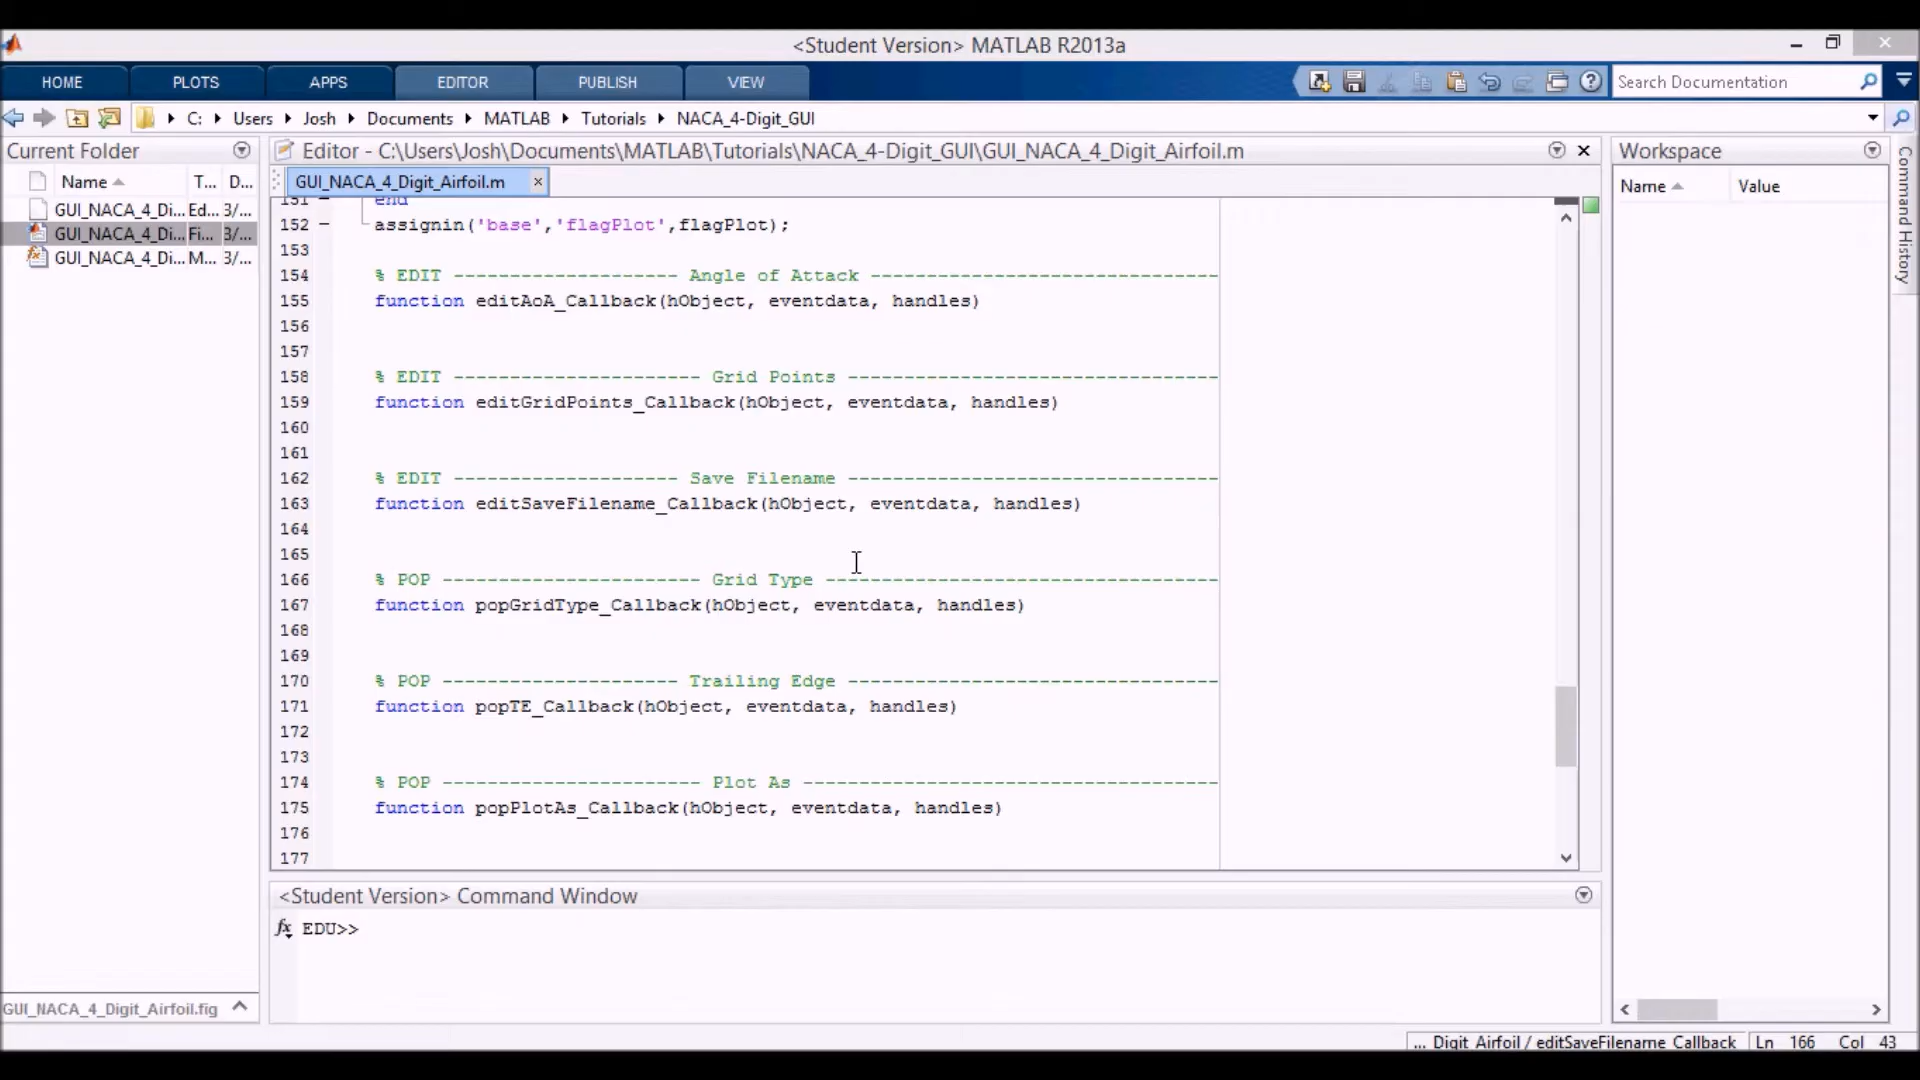 <Student Version> MATLAB R2013a
HOME PLOTS APPS EDITOR PUBLISH VIEW
Search Documentation
C: Users Josh Documents MATLAB Tutorials NACA_4-Digit_GUI
Current Folder
Name T... D...
GUI_NACA_4_Di... Ed... 3/...
GUI_NACA_4_Di... Fi... 3/...
GUI_NACA_4_Di... M... 3/...
GUI_NACA_4_Digit_Airfoil.fig
Editor - C:\Users\Josh\Documents\MATLAB\Tutorials\NACA_4-Digit_GUI\GUI_NACA_4_Digit_Airfoil.m
GUI_NACA_4_Digit_Airfoil.m
151 end
152 assignin('base','flagPlot',flagPlot);
153
154 % EDIT -------------------- Angle of Attack -------------------------------
155 function editAoA_Callback(hObject, eventdata, handles)
156
157
158 % EDIT ---------------------- Grid Points ---------------------------------
159 function editGridPoints_Callback(hObject, eventdata, handles)
160
161
162 % EDIT -------------------- Save Filename ---------------------------------
163 function editSaveFilename_Callback(hObject, eventdata, handles)
164
165
166 % POP ----------------------- Grid Type -----------------------------------
167 function popGridType_Callback(hObject, eventdata, handles)
168
169
170 % POP --------------------- Trailing Edge ---------------------------------
171 function popTE_Callback(hObject, eventdata, handles)
172
173
174 % POP ----------------------- Plot As -------------------------------------
175 function popPlotAs_Callback(hObject, eventdata, handles)
176
177
<Student Version> Command Window
fx EDU>>
Workspace
Name Value
Command History
... Digit Airfoil / editSaveFilename Callback Ln 166 Col 43